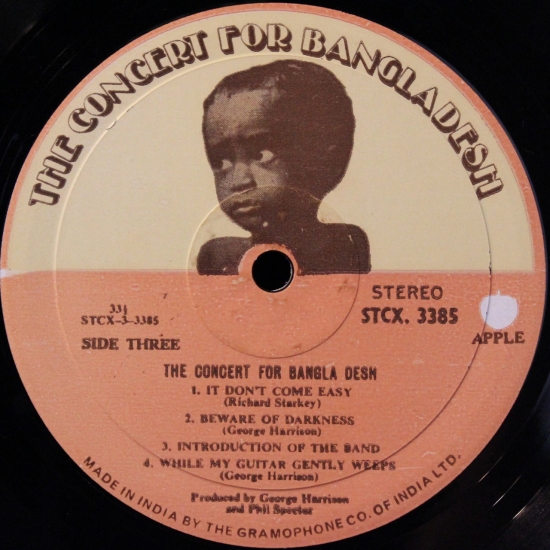 THE CONCERT FOR BANGLADESH
STEREO
33⅓
STCX-3-3385
STCX. 3385
SIDE THREE
APPLE
THE CONCERT FOR BANGLA DESH
1. IT DON'T COME EASY
(Richard Starkey)
2. BEWARE OF DARKNESS
(George Harrison)
3. INTRODUCTION OF THE BAND
4. WHILE MY GUITAR GENTLY WEEPS
(George Harrison)
Produced by George Harrison
and Phil Spector
MADE IN INDIA BY THE GRAMOPHONE CO. OF INDIA LTD.